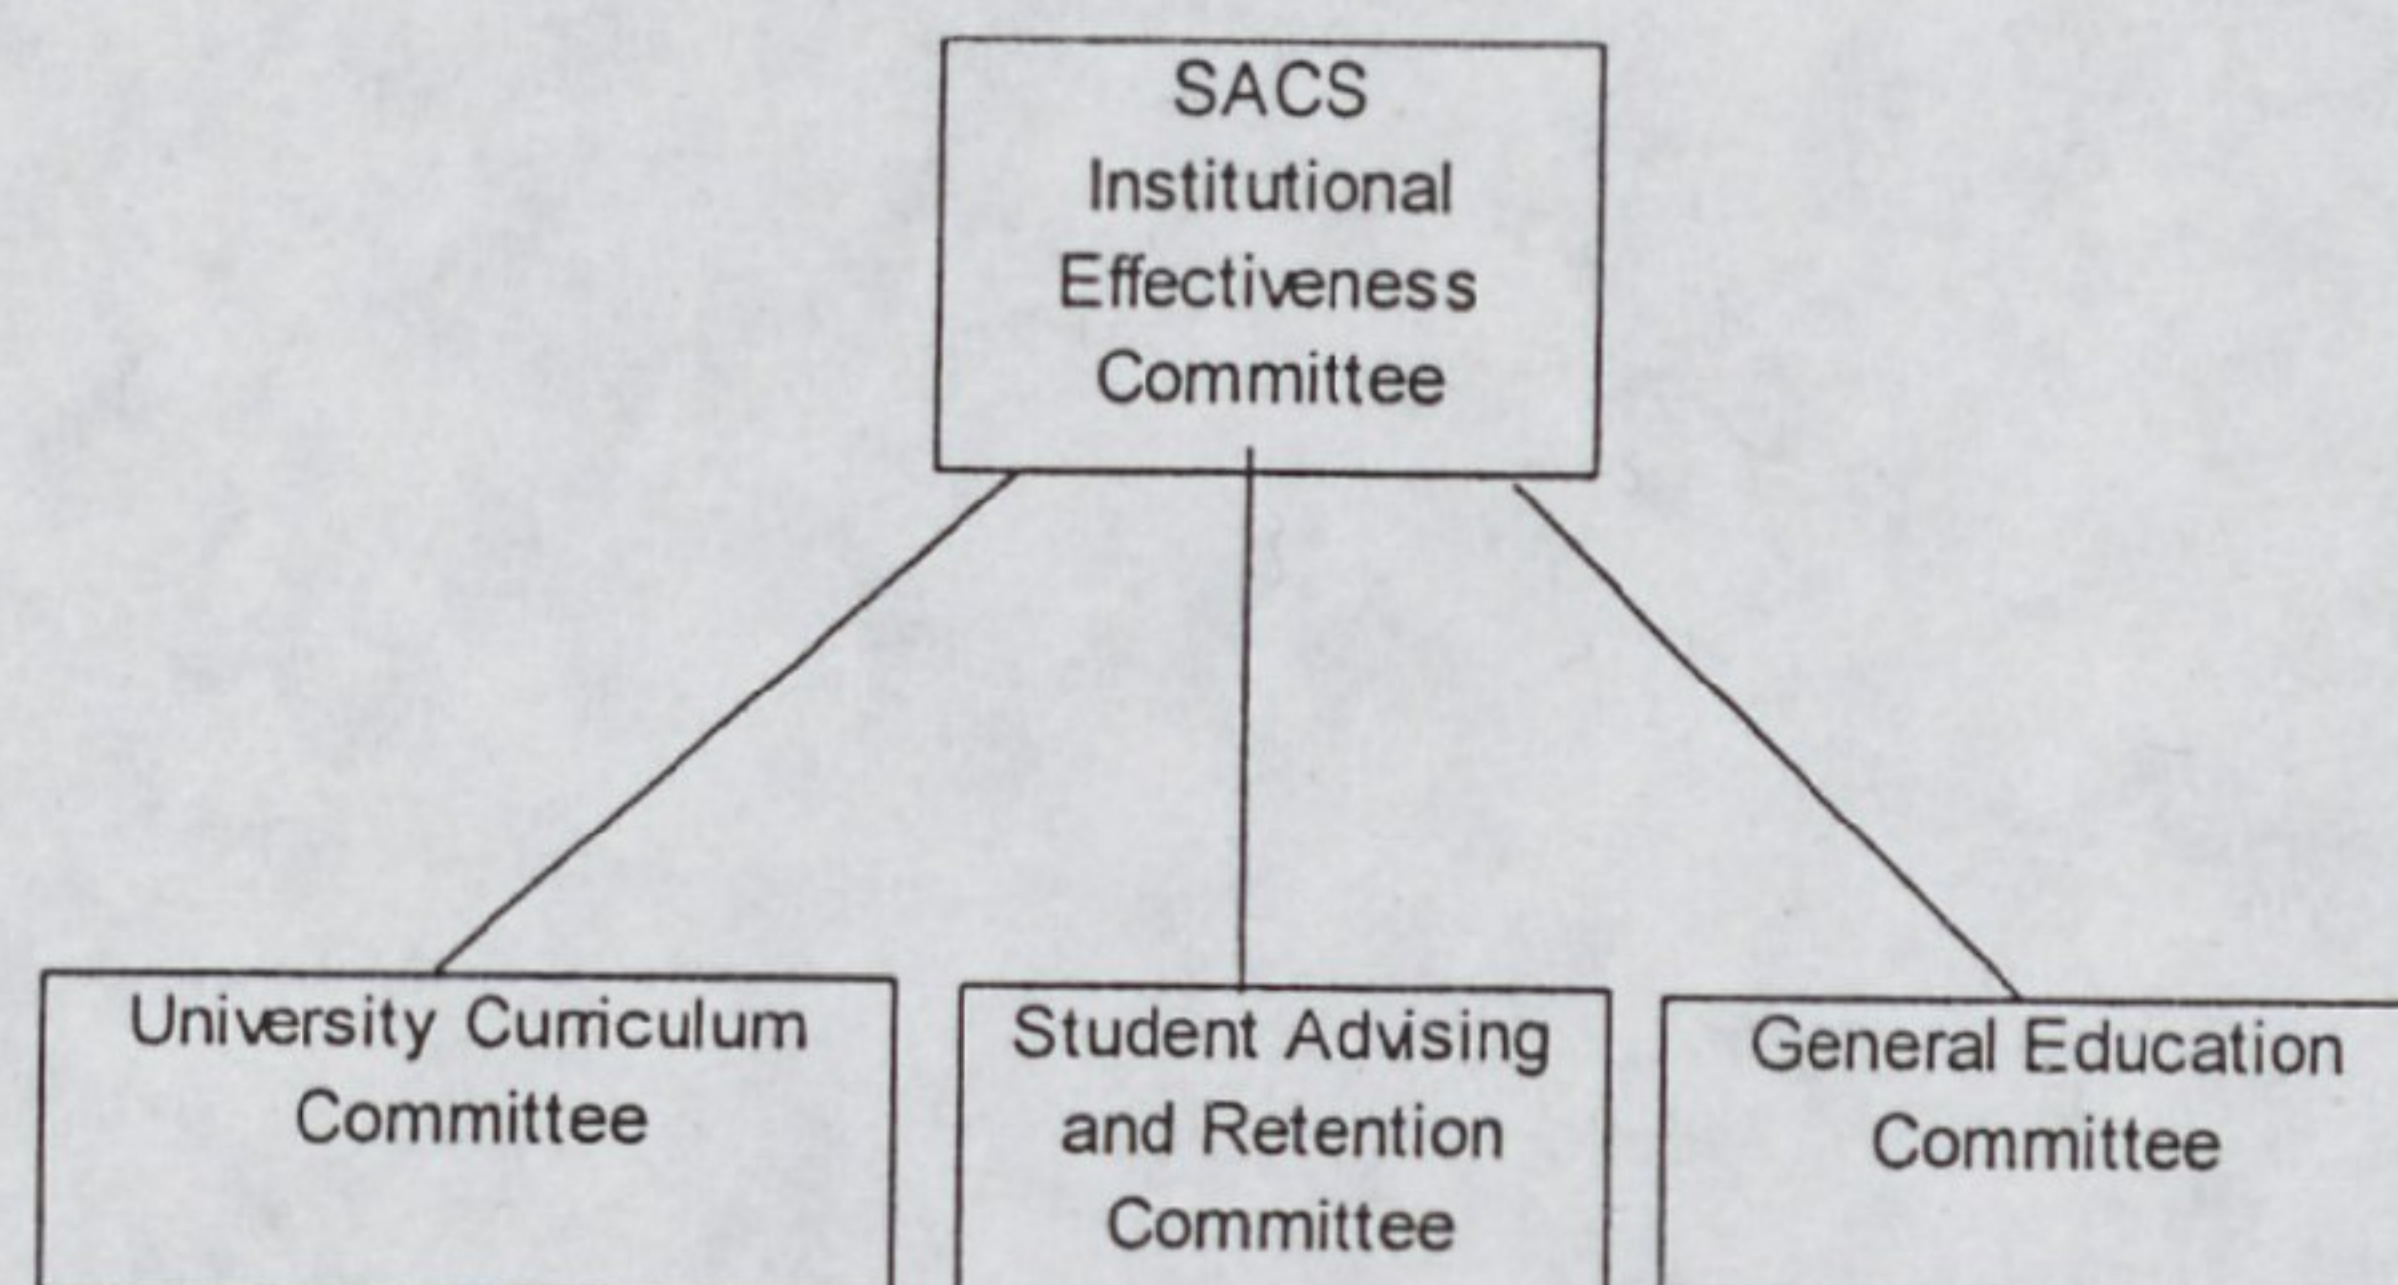 SACS
Institutional
Effectiveness
Committee
University Curriculum
Committee
Student Advising
and Retention
Committee
General Education
Committee